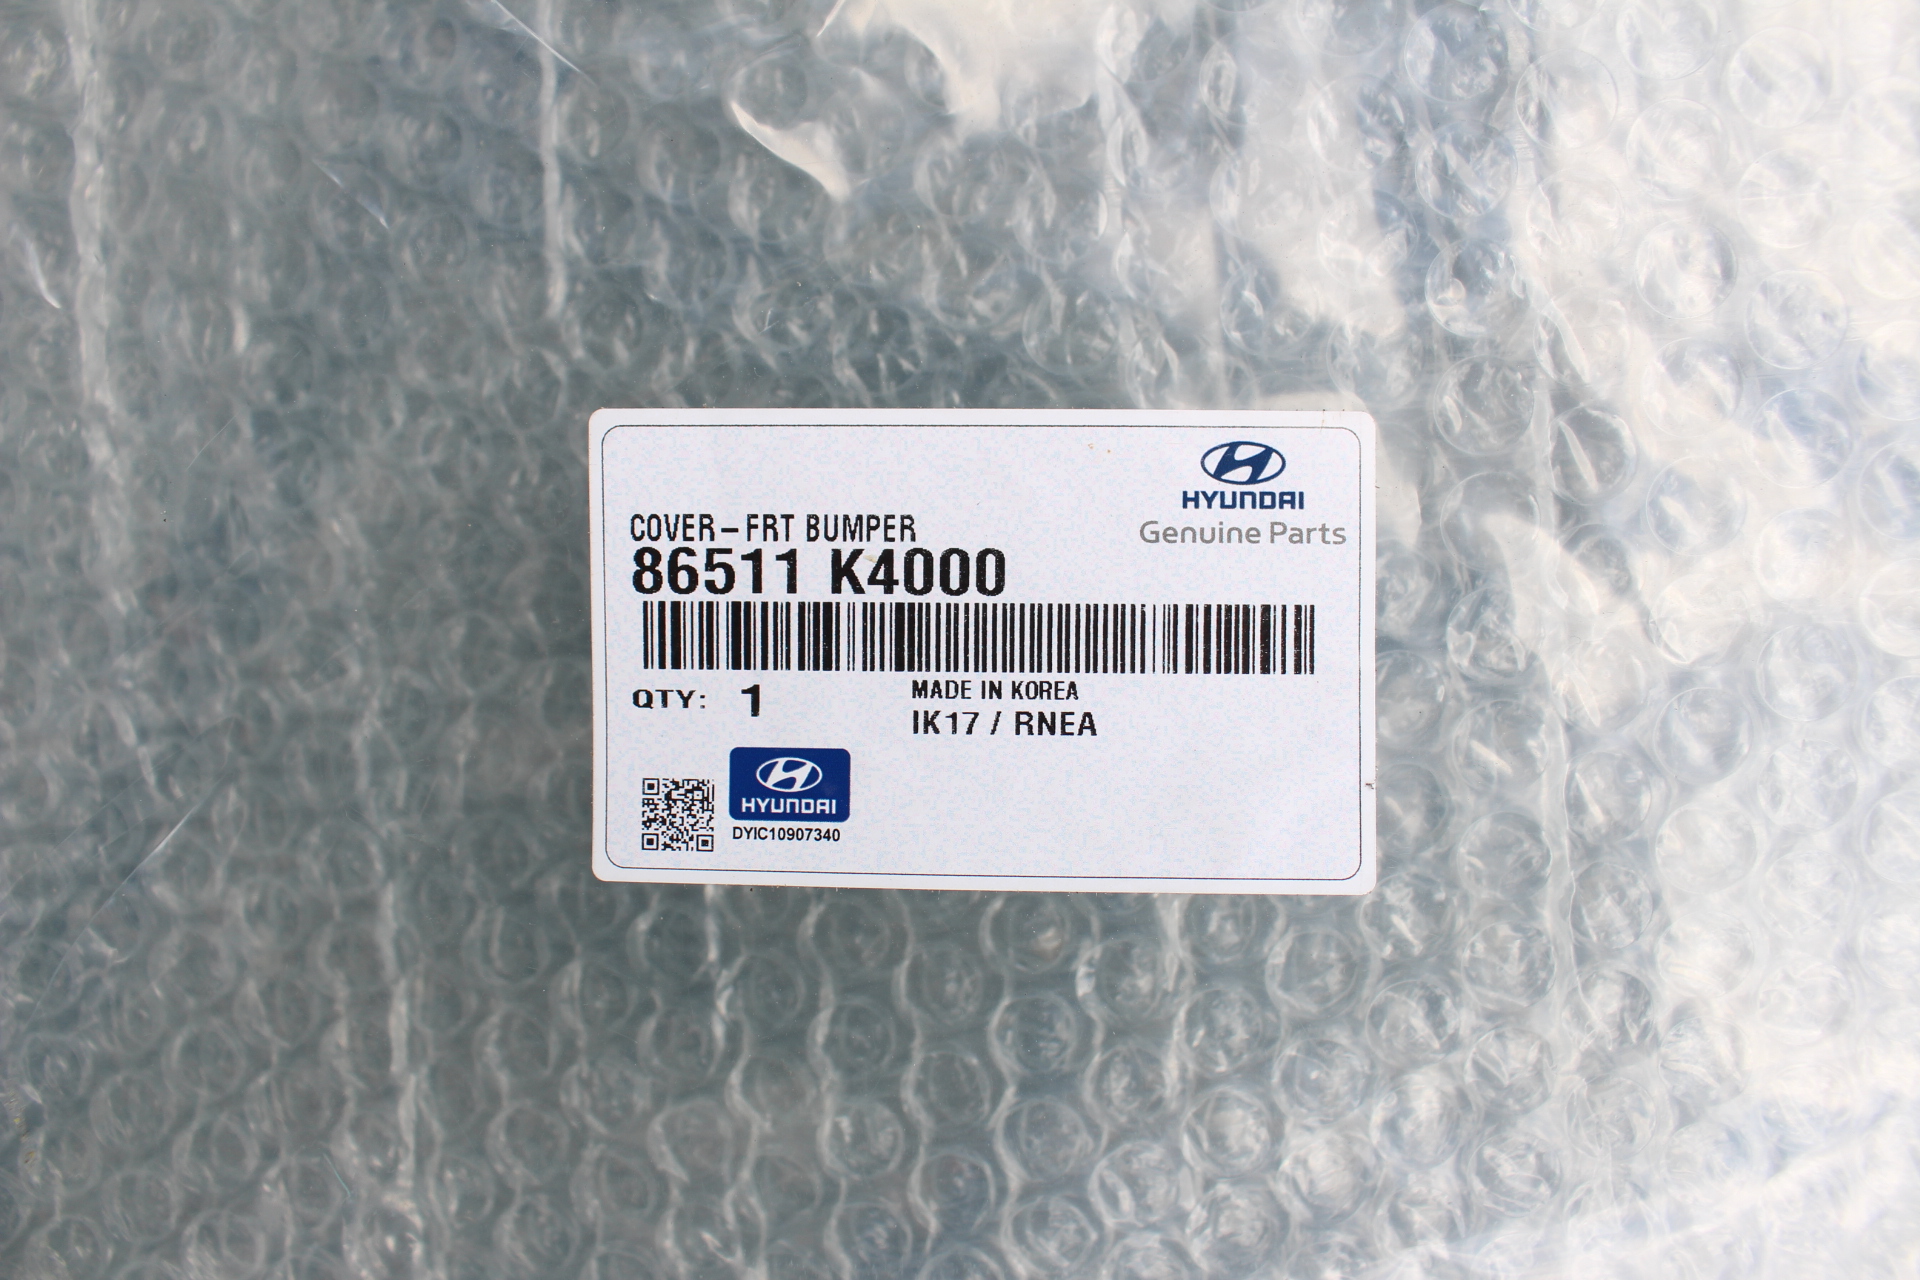 HYUNDAI
Genuine Parts
COVER-FRT BUMPER
86511 K4000
QTY: 1
MADE IN KOREA
IK17 / RNEA
HYUNDAI
DYIC10907340